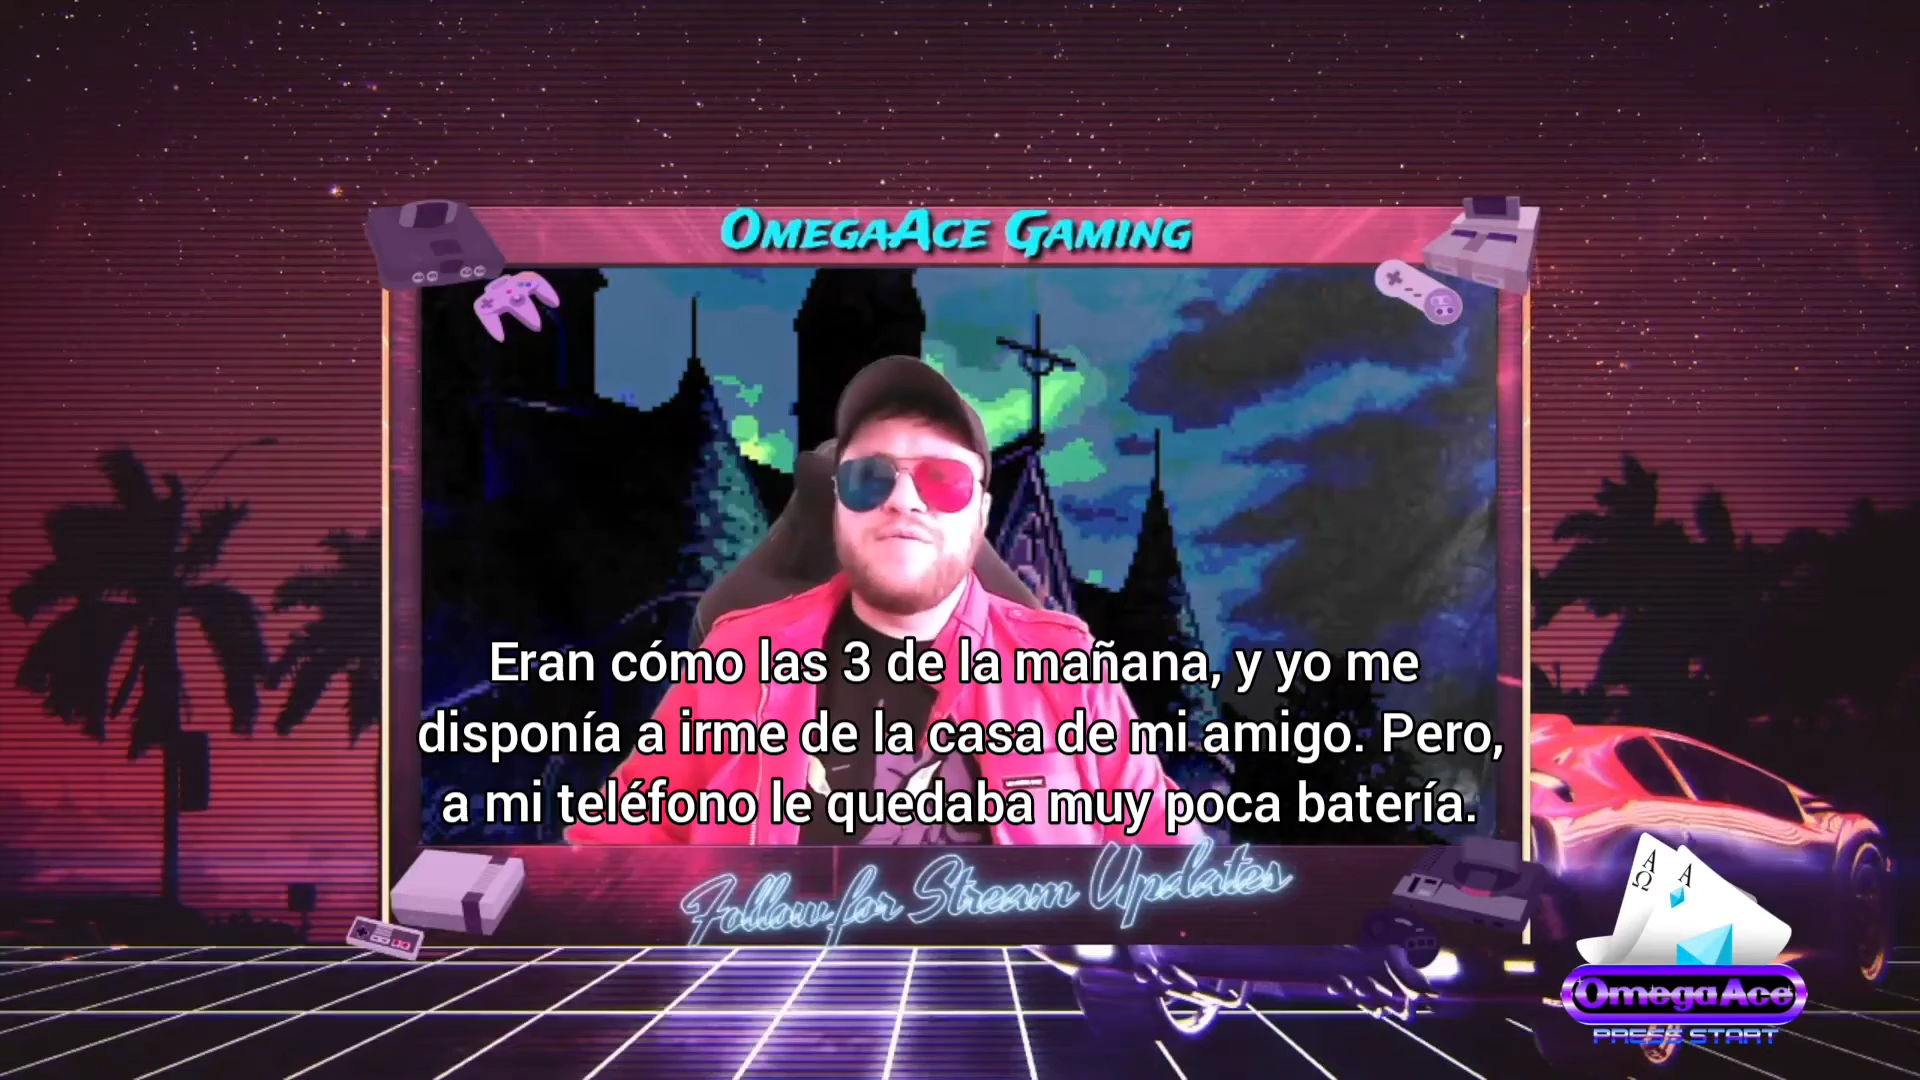 OmegaAce Gaming
Eran cómo las 3 de la mañana, y yo me
disponía a irme de la casa de mi amigo. Pero,
a mi teléfono le quedaba muy poca batería.
Follow for Stream Updates
A
Ω
A
OmegaAce
PRESS START